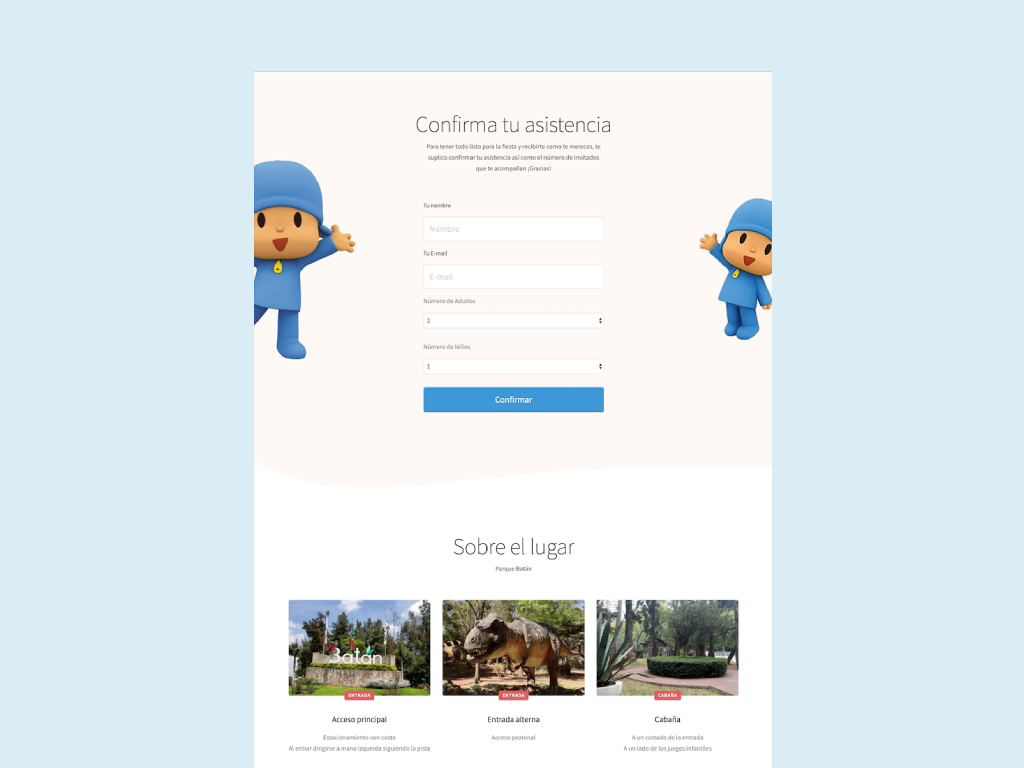 Confirma tu asistencia
Para tener todo listo para la fiesta y recibirte como te mereces, te
suplico confirmar tu asistencia así como el número de invitados
que te acompañan ¡Gracias!
Tu nombre
Nombre
Tu E-mail
E-mail
Número de Adultos
1
Número de Niños
1
Confirmar
Sobre el lugar
Parque Batán
Batán
ENTRADA
ENTRADA
CABAÑA
Acceso principal
Entrada alterna
Cabaña
Estacionamiento con costo
Acceso peatonal
A un costado de la entrada
Al entrar dirigirse a mano izquerda siguiendo la pista
A un lado de los juegos infantiles